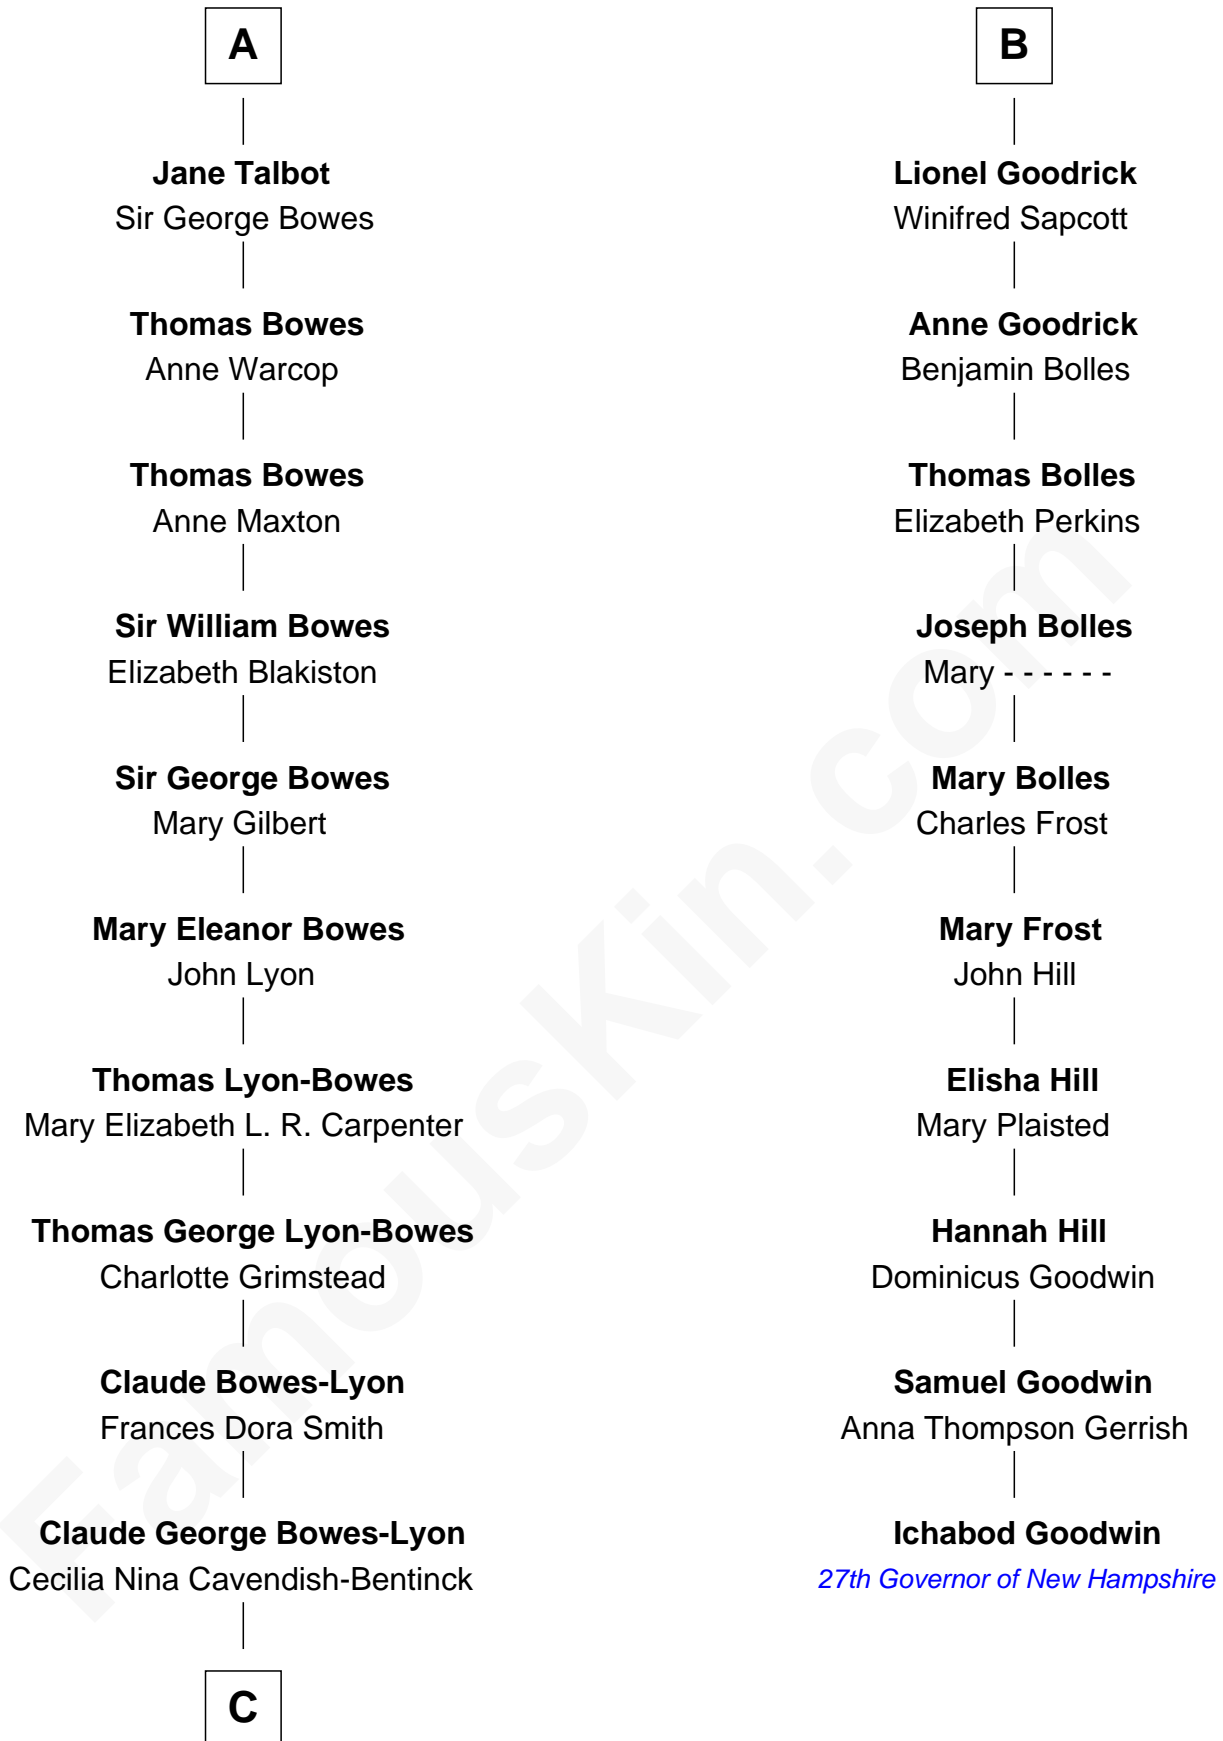 A
Jane Talbot
Sir George Bowes
Thomas Bowes
Anne Warcop
Thomas Bowes
Anne Maxton
Sir William Bowes
Elizabeth Blakiston
Sir George Bowes
Mary Gilbert
Mary Eleanor Bowes
John Lyon
Thomas Lyon-Bowes
Mary Elizabeth L. R. Carpenter
Thomas George Lyon-Bowes
Charlotte Grimstead
Claude Bowes-Lyon
Frances Dora Smith
Claude George Bowes-Lyon
Cecilia Nina Cavendish-Bentinck
C
B
Lionel Goodrick
Winifred Sapcott
Anne Goodrick
Benjamin Bolles
Thomas Bolles
Elizabeth Perkins
Joseph Bolles
Mary - - - - - -
Mary Bolles
Charles Frost
Mary Frost
John Hill
Elisha Hill
Mary Plaisted
Hannah Hill
Dominicus Goodwin
Samuel Goodwin
Anna Thompson Gerrish
Ichabod Goodwin
27th Governor of New Hampshire
FamousKin.com